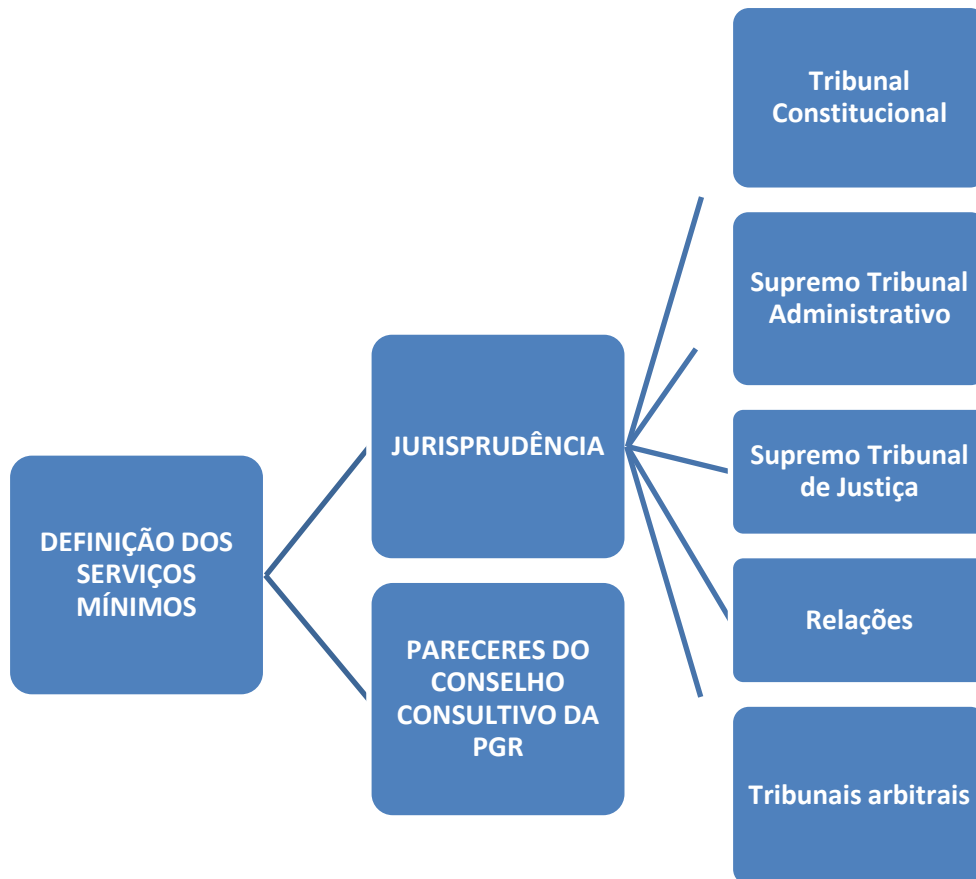 DEFINIÇÃO DOS
SERVIÇOS
MÍNIMOS
JURISPRUDÊNCIA
PARECERES DO
CONSELHO
CONSULTIVO DA
PGR
Tribunal
Constitucional
Supremo Tribunal
Administrativo
Supremo Tribunal
de Justiça
Relações
Tribunais arbitrais